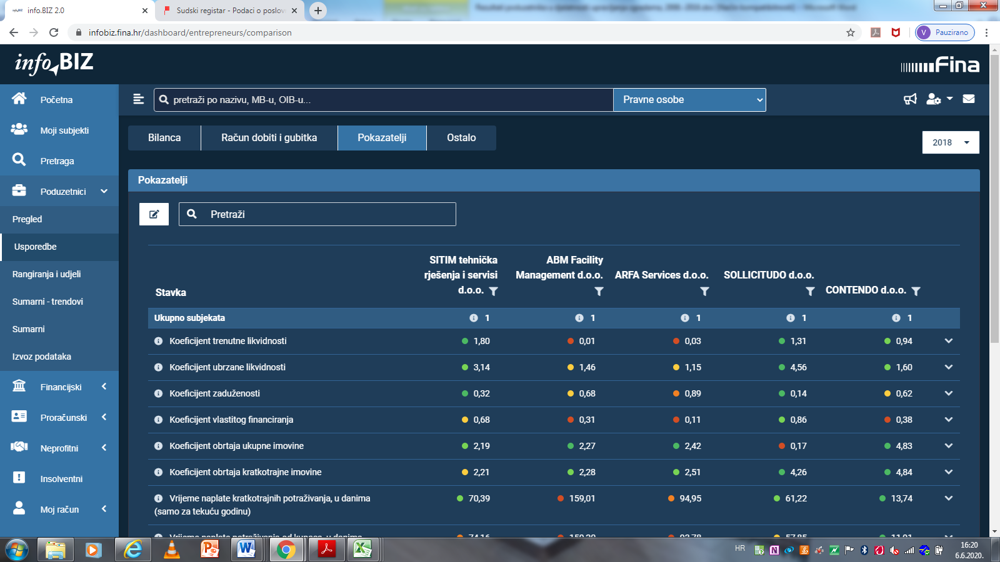 info.BIZ 2.0
Sudski registar - Podaci o poslov
infobiz.fina.hr/dashboard/entrepreneurs/comparison
V Pauzirano
info.BIZ
Fina
pretraži po nazivu, MB-u, OIB-u...
Pravne osobe
Početna
Moji subjekti
Pretraga
Poduzetnici
Pregled
Usporedbe
Rangiranja i udjeli
Sumarni - trendovi
Sumarni
Izvoz podataka
Financijski
Proračunski
Neprofitni
Insolventni
Moj račun
Bilanca
Račun dobiti i gubitka
Pokazatelji
Ostalo
2018
Pokazatelji
Pretraži
Stavka
SITIM tehnička
rješenja i servisi
d.o.o.
ABM Facility
Management d.o.o.
ARFA Services d.o.o.
SOLLICITUDO d.o.o.
CONTENDO d.o.o.
Ukupno subjekata 1 1 1 1 1
Koeficijent trenutne likvidnosti 1,80 0,01 0,03 1,31 0,94
Koeficijent ubrzane likvidnosti 3,14 1,46 1,15 4,56 1,60
Koeficijent zaduženosti 0,32 0,68 0,89 0,14 0,62
Koeficijent vlastitog financiranja 0,68 0,31 0,11 0,86 0,38
Koeficijent obrtaja ukupne imovine 2,19 2,27 2,42 0,17 4,83
Koeficijent obrtaja kratkotrajne imovine 2,21 2,28 2,51 4,26 4,84
Vrijeme naplate kratkotrajnih potraživanja, u danima 70,39 159,01 94,95 61,22 13,74
(samo za tekuću godinu)
Vrijeme naplate potraživanja od kupaca, u danima
HR
16:20
6.6.2020.